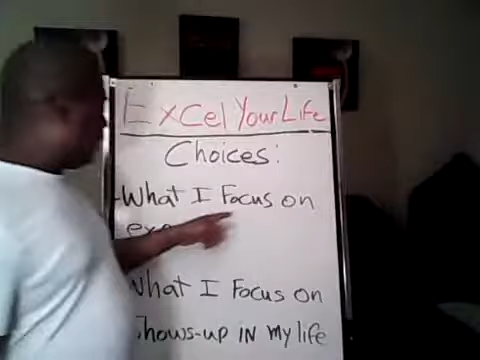 Excel Your Life
Choices:
-What I Focus on
What I Focus on
Shows-up IN my life